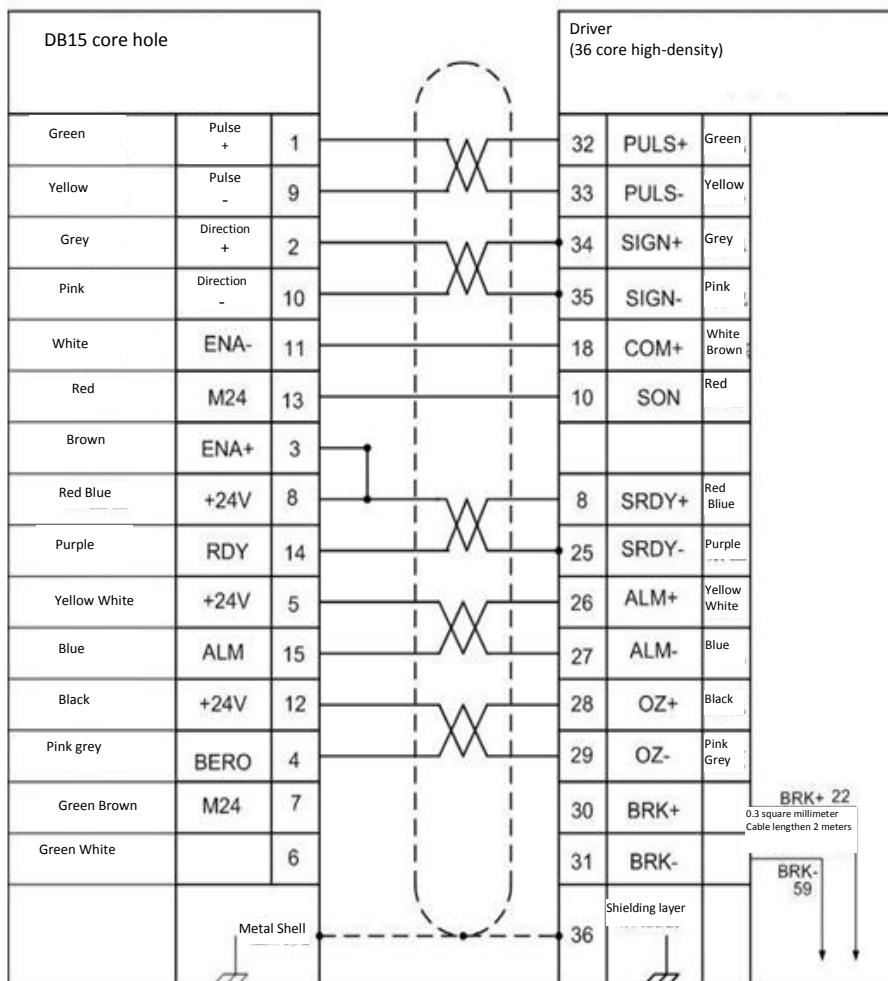 DB15 core hole
Driver
(36 core high-density)
Green Pulse + 1 32 PULS+ Green
Yellow Pulse - 9 33 PULS- Yellow
Grey Direction + 2 34 SIGN+ Grey
Pink Direction - 10 35 SIGN- Pink
White ENA- 11 18 COM+ White Brown
Red M24 13 10 SON Red
Brown ENA+ 3
Red Blue +24V 8 8 SRDY+ Red Bliue
Purple RDY 14 25 SRDY- Purple
Yellow White +24V 5 26 ALM+ Yellow White
Blue ALM 15 27 ALM- Blue
Black +24V 12 28 OZ+ Black
Pink grey BERO 4 29 OZ- Pink Grey
Green Brown M24 7 30 BRK+
BRK+ 22
0.3 square millimeter
Cable lengthen 2 meters
Green White 6 31 BRK-
BRK-
59
Metal Shell 36 Shielding layer